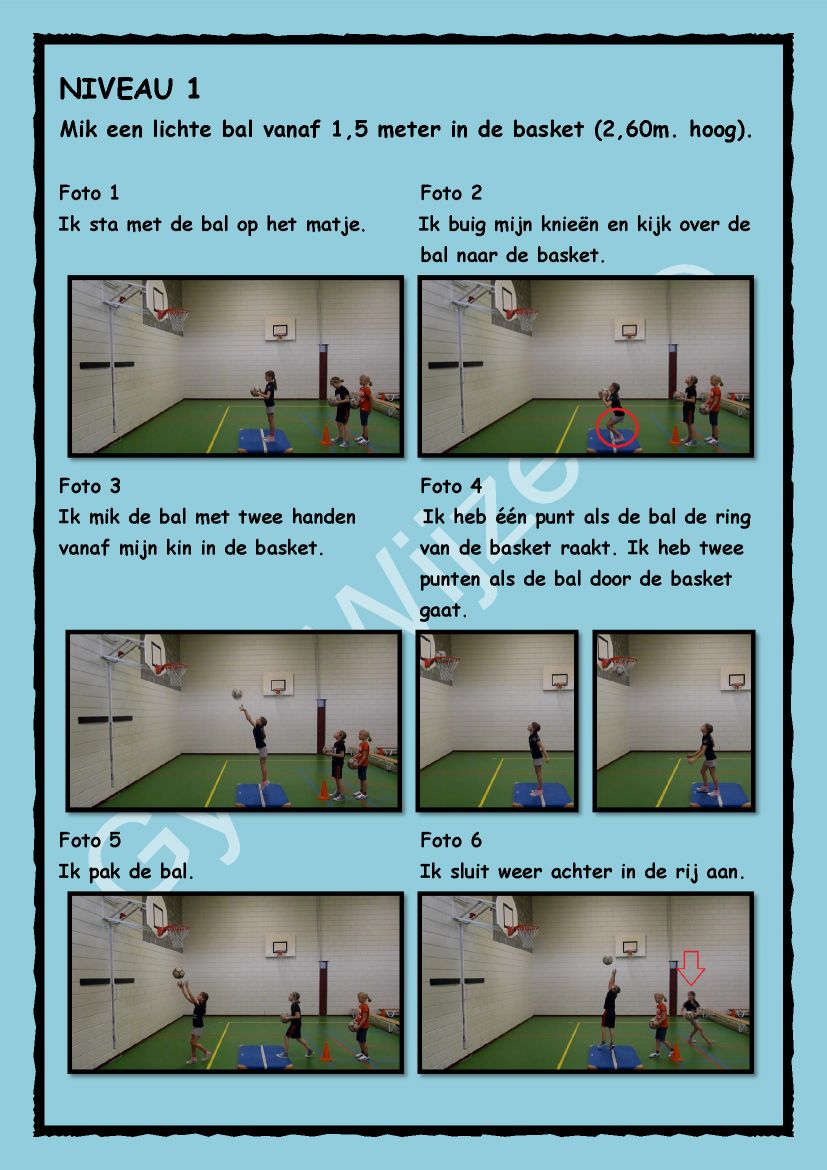 NIVEAU 1
Mik een lichte bal vanaf 1,5 meter in de basket (2,60m. hoog).
Foto 1
Ik sta met de bal op het matje.
Foto 2
Ik buig mijn knieën en kijk over de
bal naar de basket.
Foto 3
Ik mik de bal met twee handen
vanaf mijn kin in de basket.
Foto 4
Ik heb één punt als de bal de ring
van de basket raakt. Ik heb twee
punten als de bal door de basket
gaat.
Foto 5
Ik pak de bal.
Foto 6
Ik sluit weer achter in de rij aan.